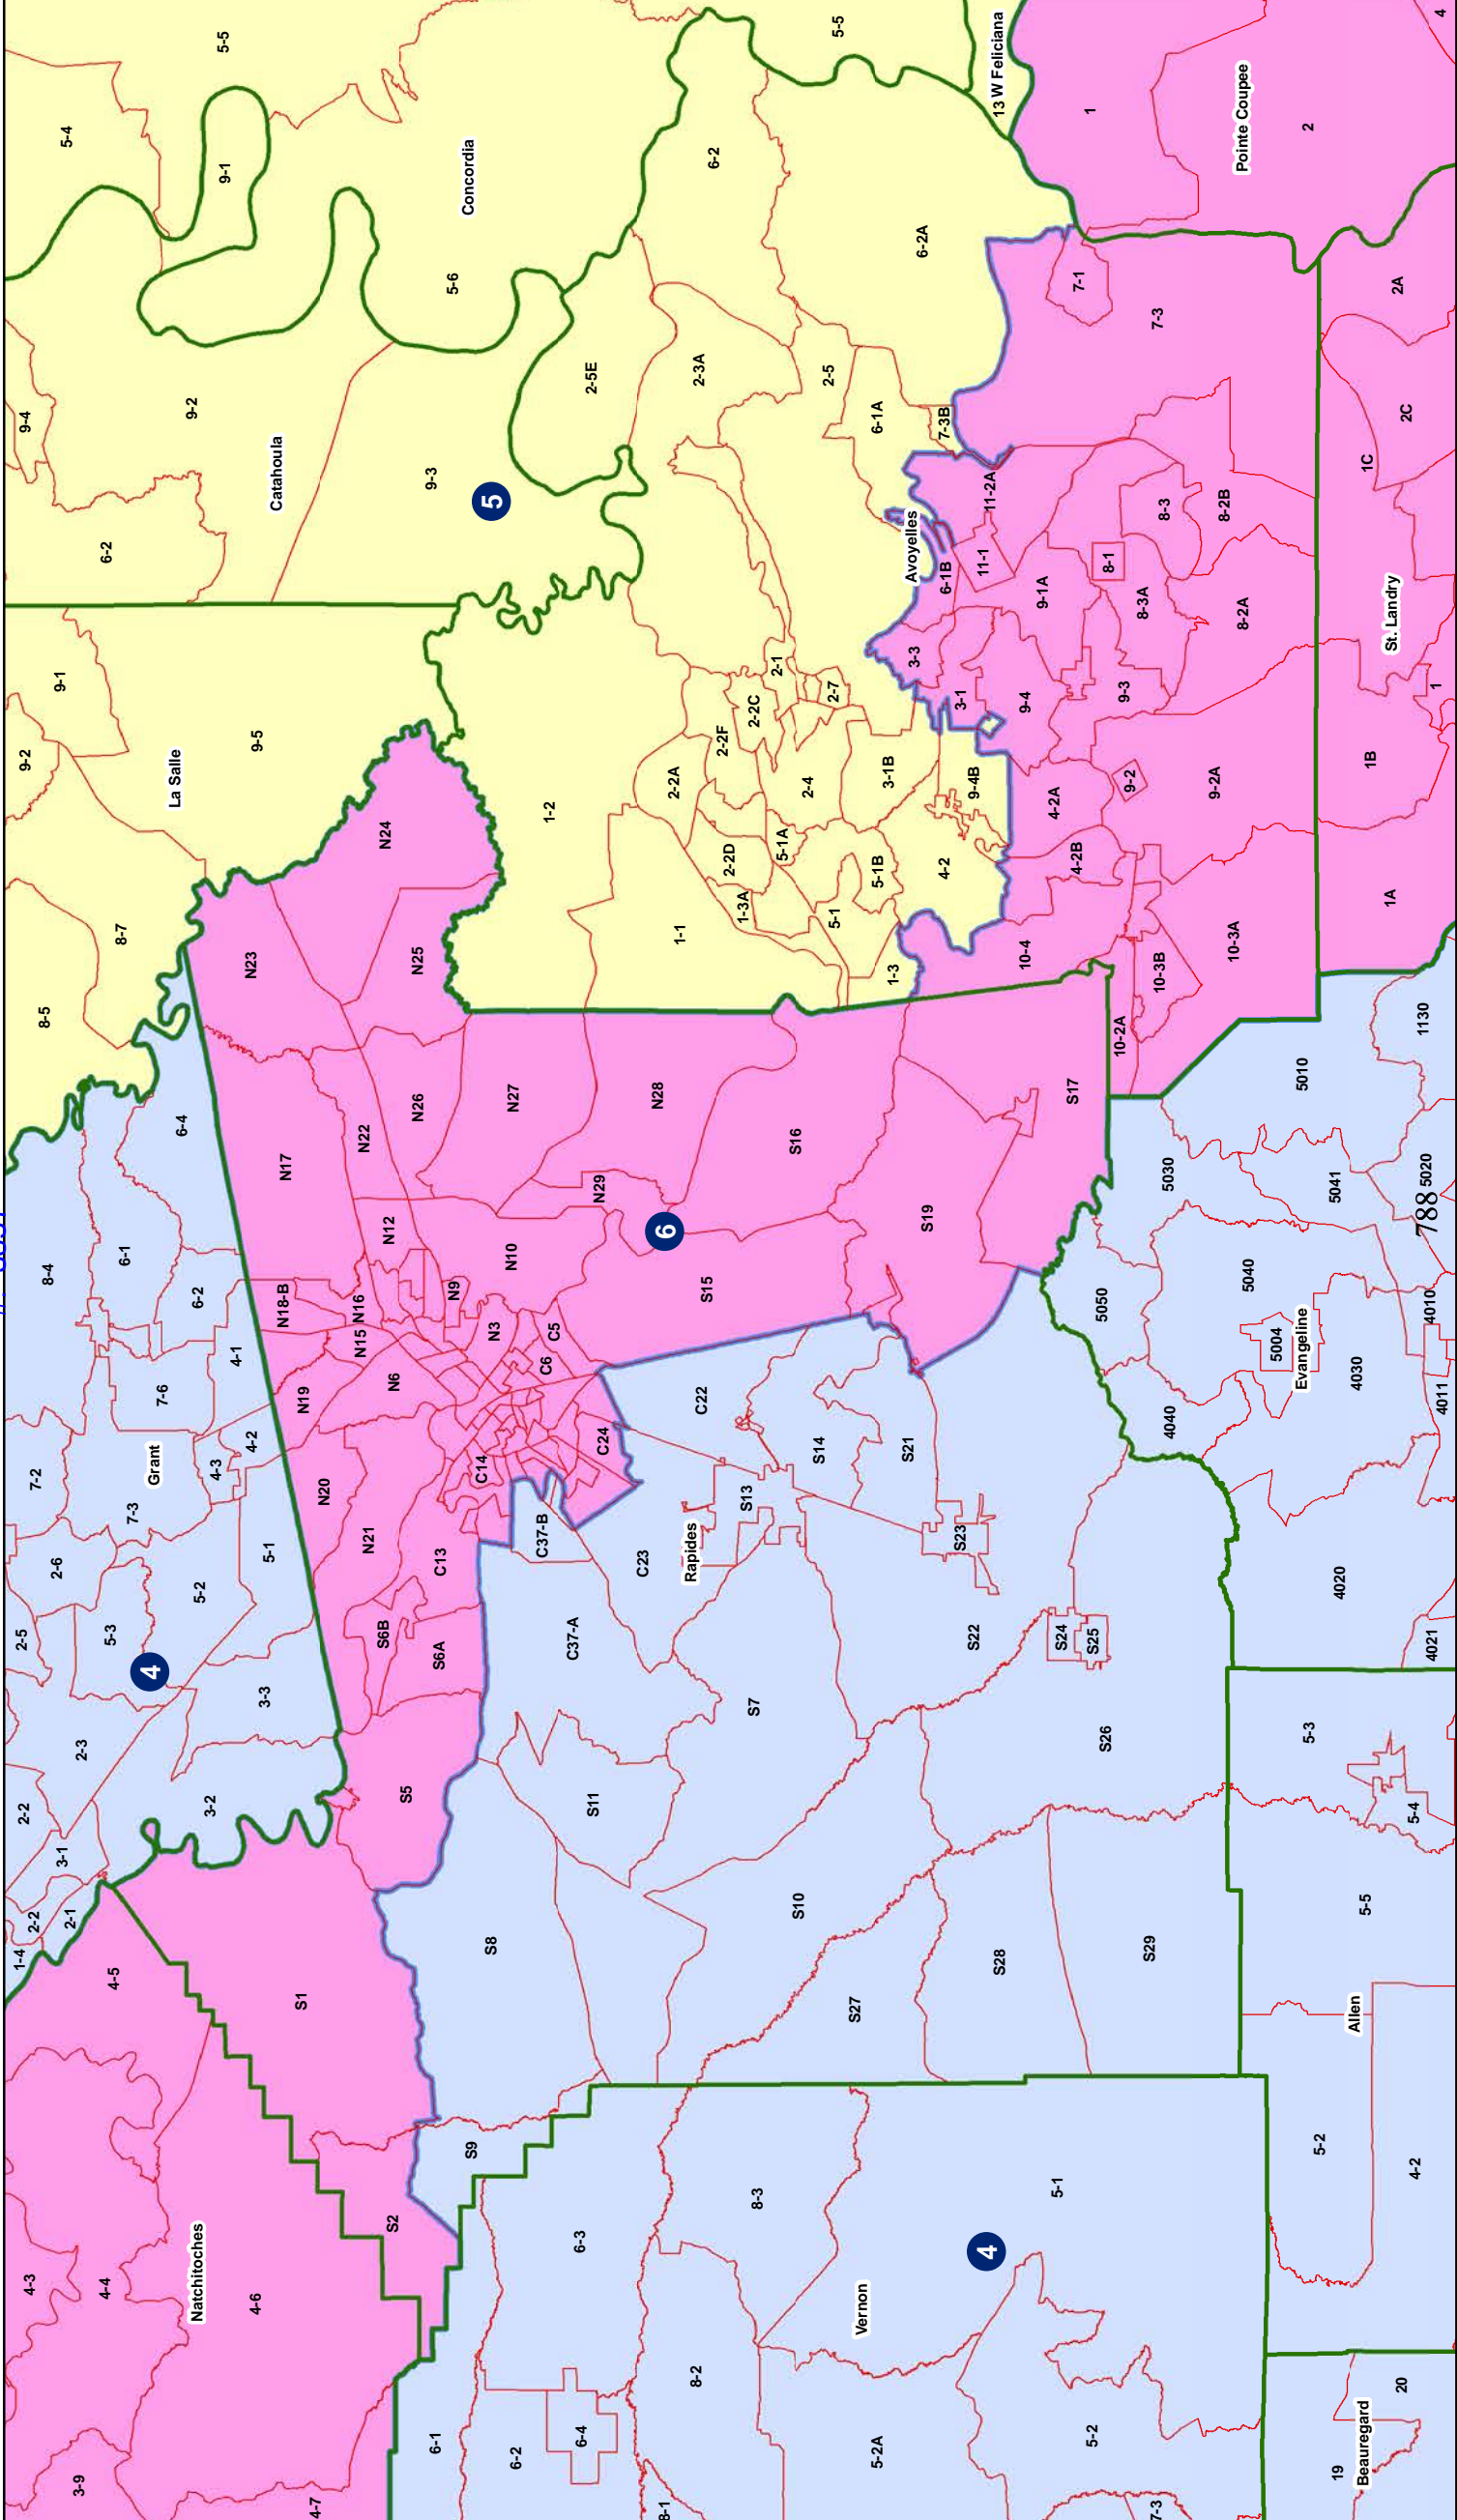 5-5
5-4
9-1
Concordia
5-5
13 W Feliciana
1
4
Pointe Coupee
2
6-2
6-2A
5-6
9-4
9-2
Catahoula
9-3
5
6-2
2-5E
2-3A
2-5
6-1A
7-3B
7-1
7-3
2A
2C
1C
11-2A
8-3
8-2B
Avoyelles
11-1
8-1
6-1B
9-1A
8-3A
8-2A
St. Landry
9-1
9-2
La Salle
9-5
3-3
3-1
9-4
9-3
1
2-1
2-7
2-2C
2-2F
2-2A
2-4
3-1B
9-4B
4-2A
9-2
9-2A
1B
N24
1-2
2-2D
5-1A
5-1B
4-2
4-2B
1A
8-7
8-5
N23
N25
1-1
1-3A
5-1
1-3
10-4
10-3B
10-3A
10-2A
1130
5010
6-4
N17
N22
N26
N27
N28
S16
S17
5030
5041
5020
788
8-4
6-1
6-2
N12
N10
N29
6
S19
S15
5050
5040
5004
Evangeline
4010
4030
4011
N18-B
N16
N9
N3
C5
C6
N15
4-1
7-6
N19
N6
C22
4040
7-2
Grant
4-3
4-2
C14
C24
S14
S21
7-3
N20
N21
S13
S23
2-6
5-2
5-1
C13
C37-B
C23
Rapides
4020
2-5
5-3
4
S6B
S6A
C37-A
S22
S24
S25
4021
3-3
S7
2-3
S26
5-3
2-2
3-2
3-1
S5
S11
5-4
2-2
2-1
1-4
4-5
S1
S8
S10
S27
S28
S29
5-5
Allen
S9
5-2
4-2
4-3
4-4
Natchitoches
4-6
S2
6-3
8-3
5-1
4
Vernon
3-9
4-7
6-1
6-2
6-4
8-2
8-1
5-2A
5-2
7-3
20
19
Beauregard